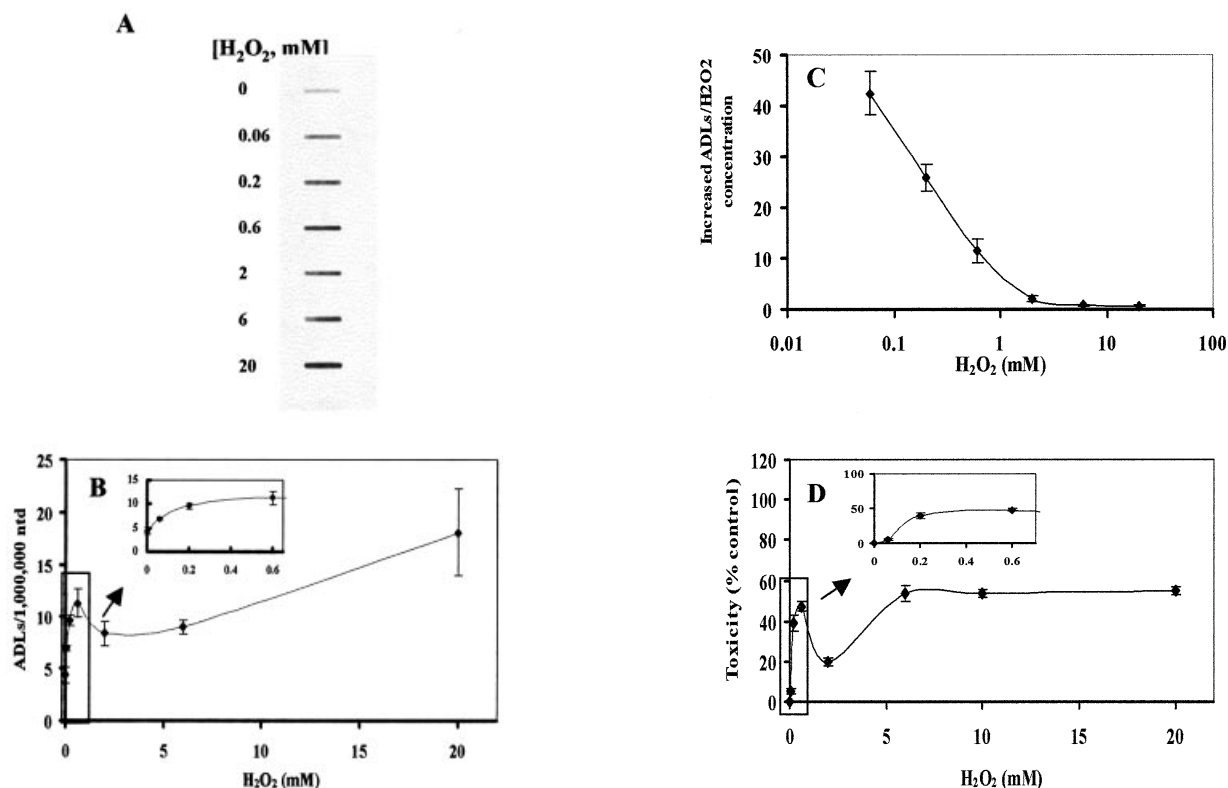 A
[H₂O₂, mM]
0
0.06
0.2
0.6
2
6
20
B
ADLs/1,000,000 ntd
25
20
15
10
5
0
0 5 10 15 20
H₂O₂ (mM)
15
10
5
0
0 0.2 0.4 0.6
C
Increased ADLs/H2O2
concentration
50
40
30
20
10
0
0.01 0.1 1 10 100
H₂O₂ (mM)
D
Toxicity (% control)
120
100
80
60
40
20
0
0 5 10 15 20
H₂O₂ (mM)
100
50
0
0 0.2 0.4 0.6